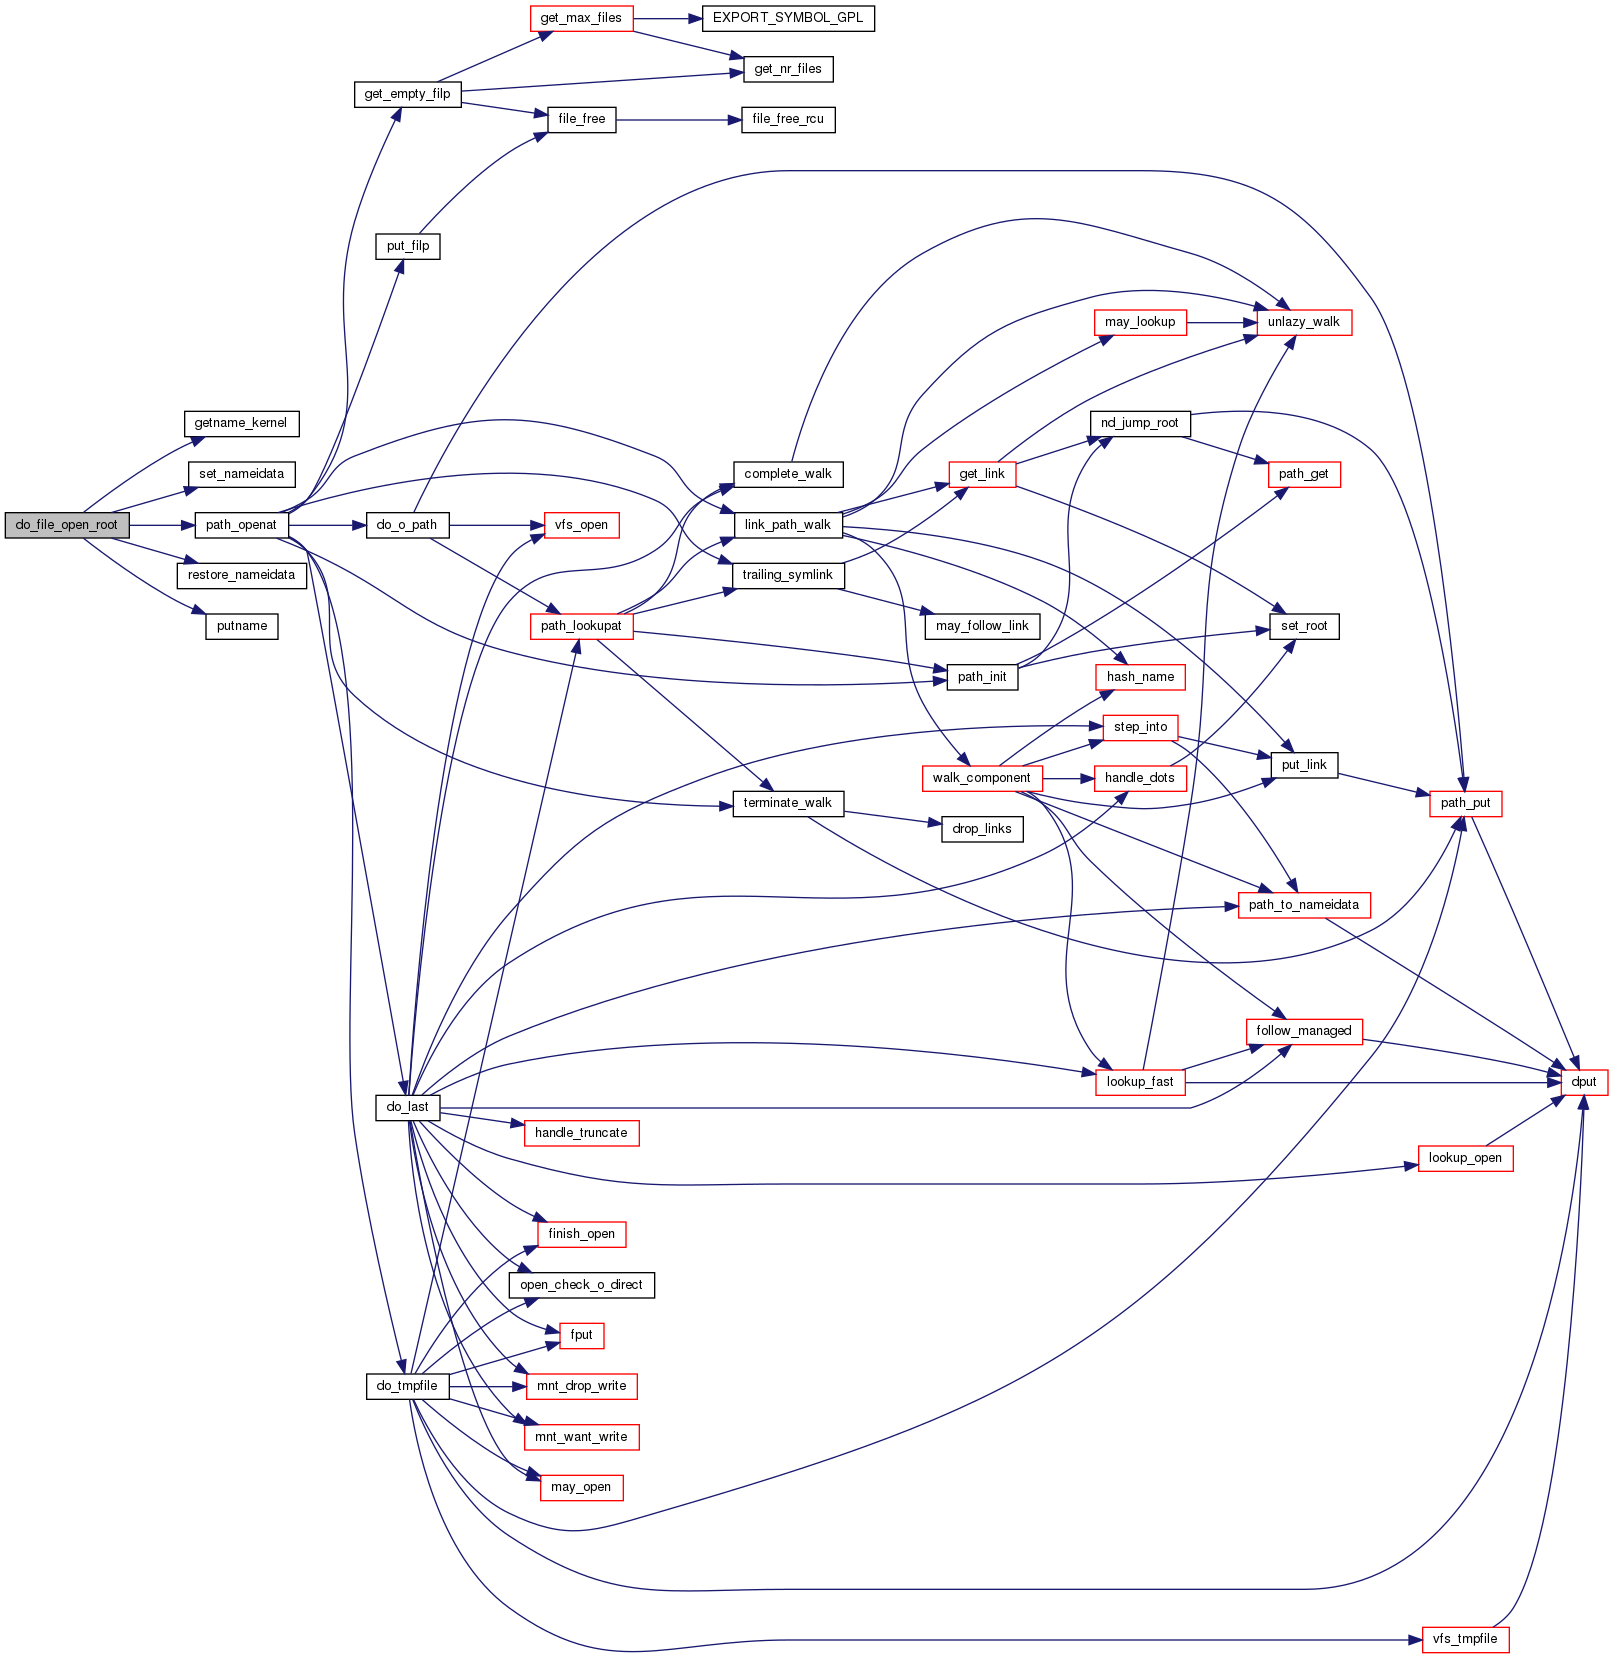 get_max_files
EXPORT_SYMBOL_GPL
get_nr_files
get_empty_filp
file_free
file_free_rcu
put_filp
may_lookup
unlazy_walk
getname_kernel
nd_jump_root
set_nameidata
complete_walk
get_link
path_get
do_file_open_root
path_openat
do_o_path
vfs_open
link_path_walk
restore_nameidata
trailing_symlink
putname
path_lookupat
may_follow_link
set_root
path_init
hash_name
step_into
walk_component
handle_dots
put_link
terminate_walk
path_put
drop_links
path_to_nameidata
follow_managed
lookup_fast
dput
do_last
handle_truncate
lookup_open
finish_open
open_check_o_direct
fput
do_tmpfile
mnt_drop_write
mnt_want_write
may_open
vfs_tmpfile